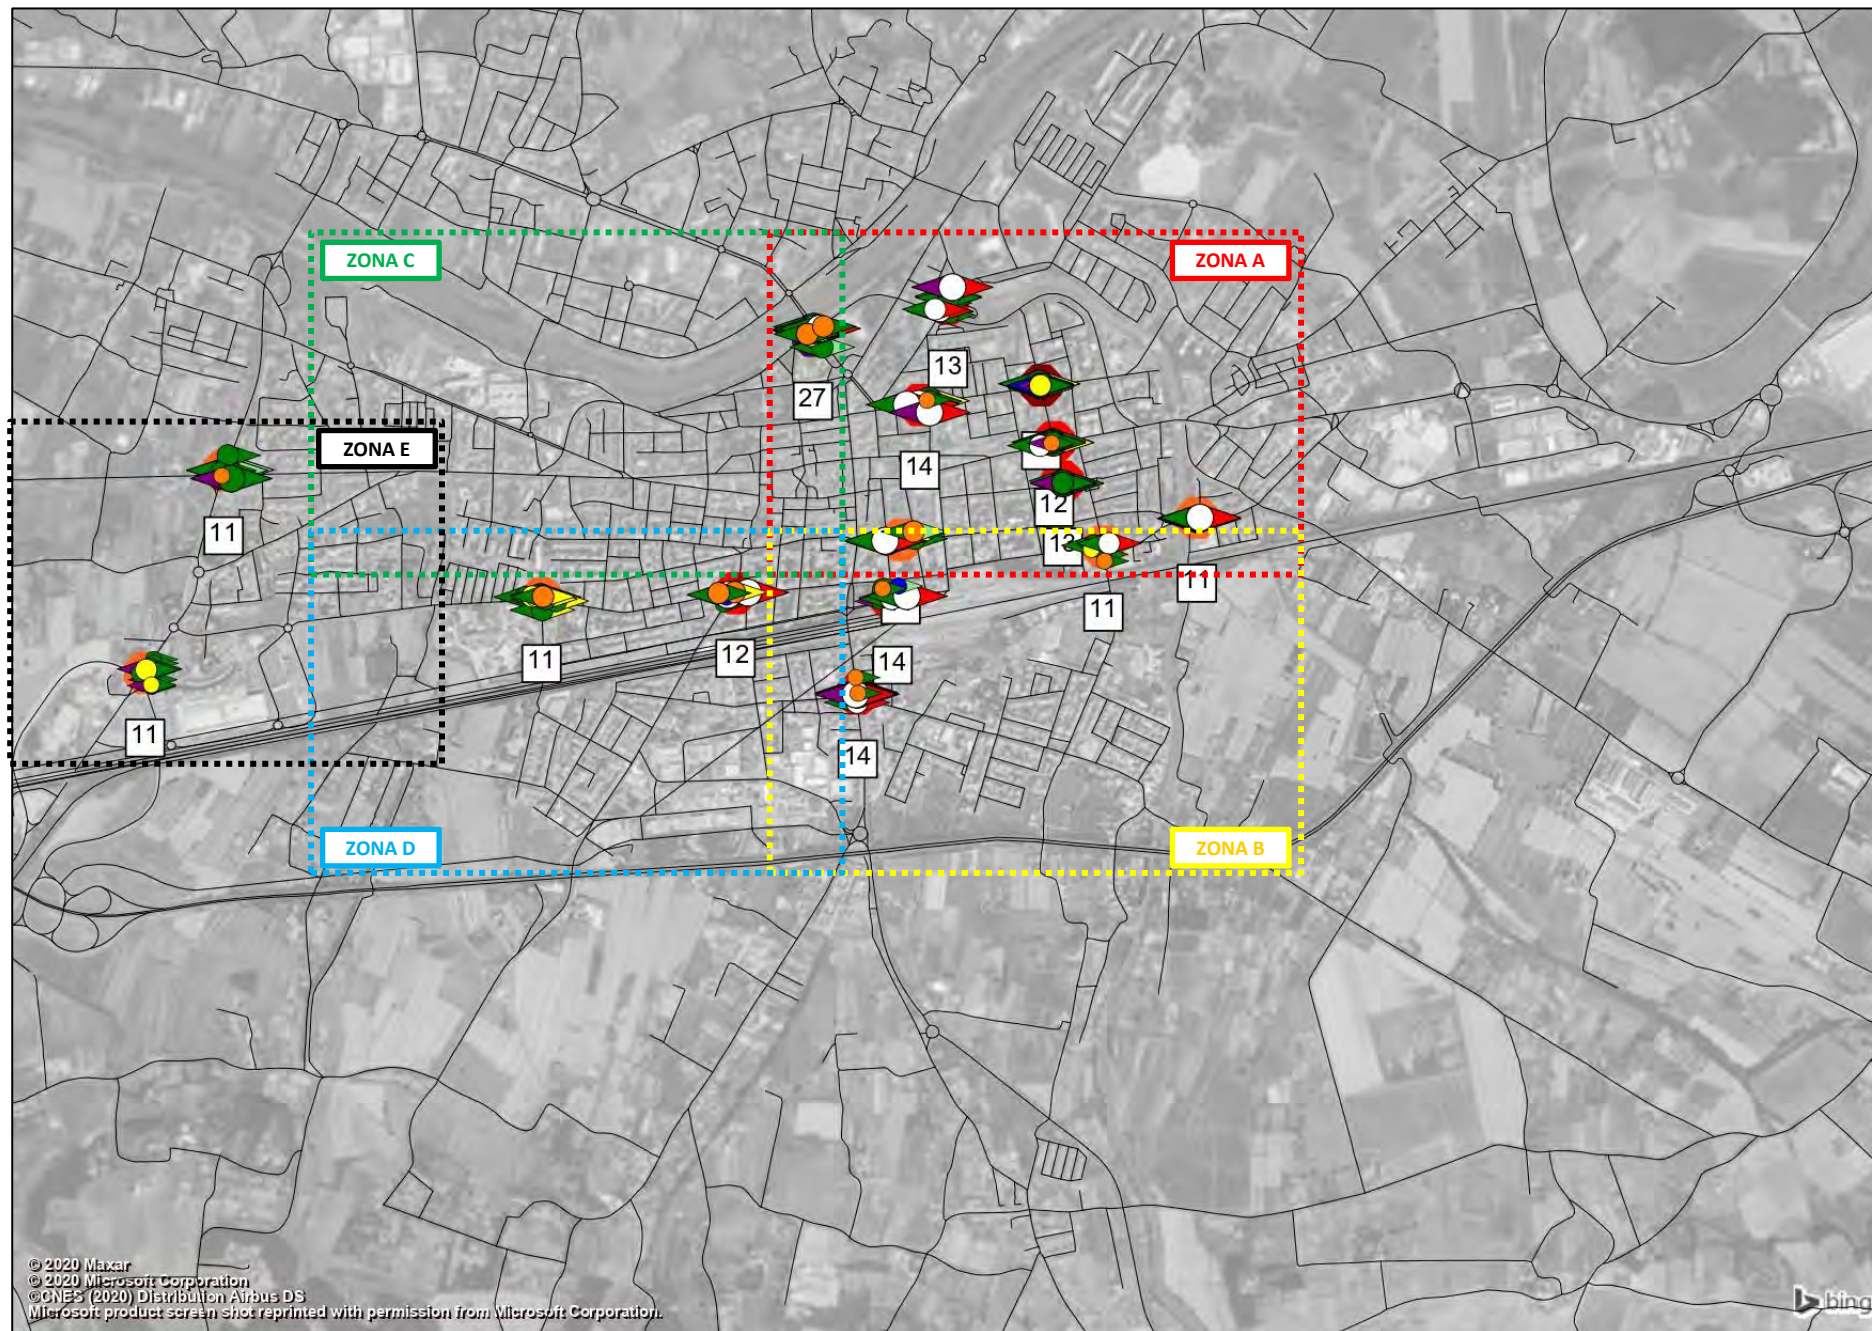 ZONA C
ZONA A
13
27
ZONA E
14
12
11
13
11
11
11
12
14
11
14
ZONA D
ZONA B
© 2020 Maxar
© 2020 Microsoft Corporation
©CNES (2020) Distribution Airbus DS
Microsoft product screen shot reprinted with permission from Microsoft Corporation.
bing